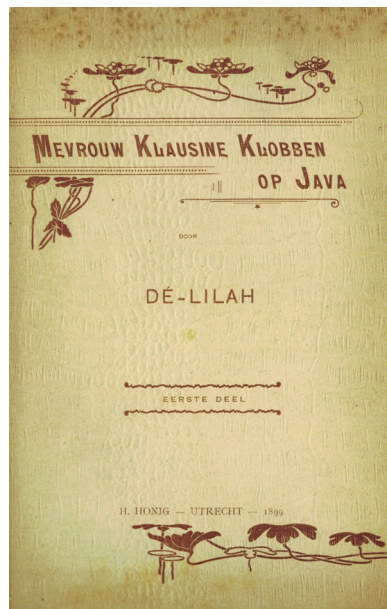 Mevrouw Klausine Klobben
op Java
DOOR
DÉ-LILAH
EERSTE DEEL
H. HONIG — UTRECHT — 1899